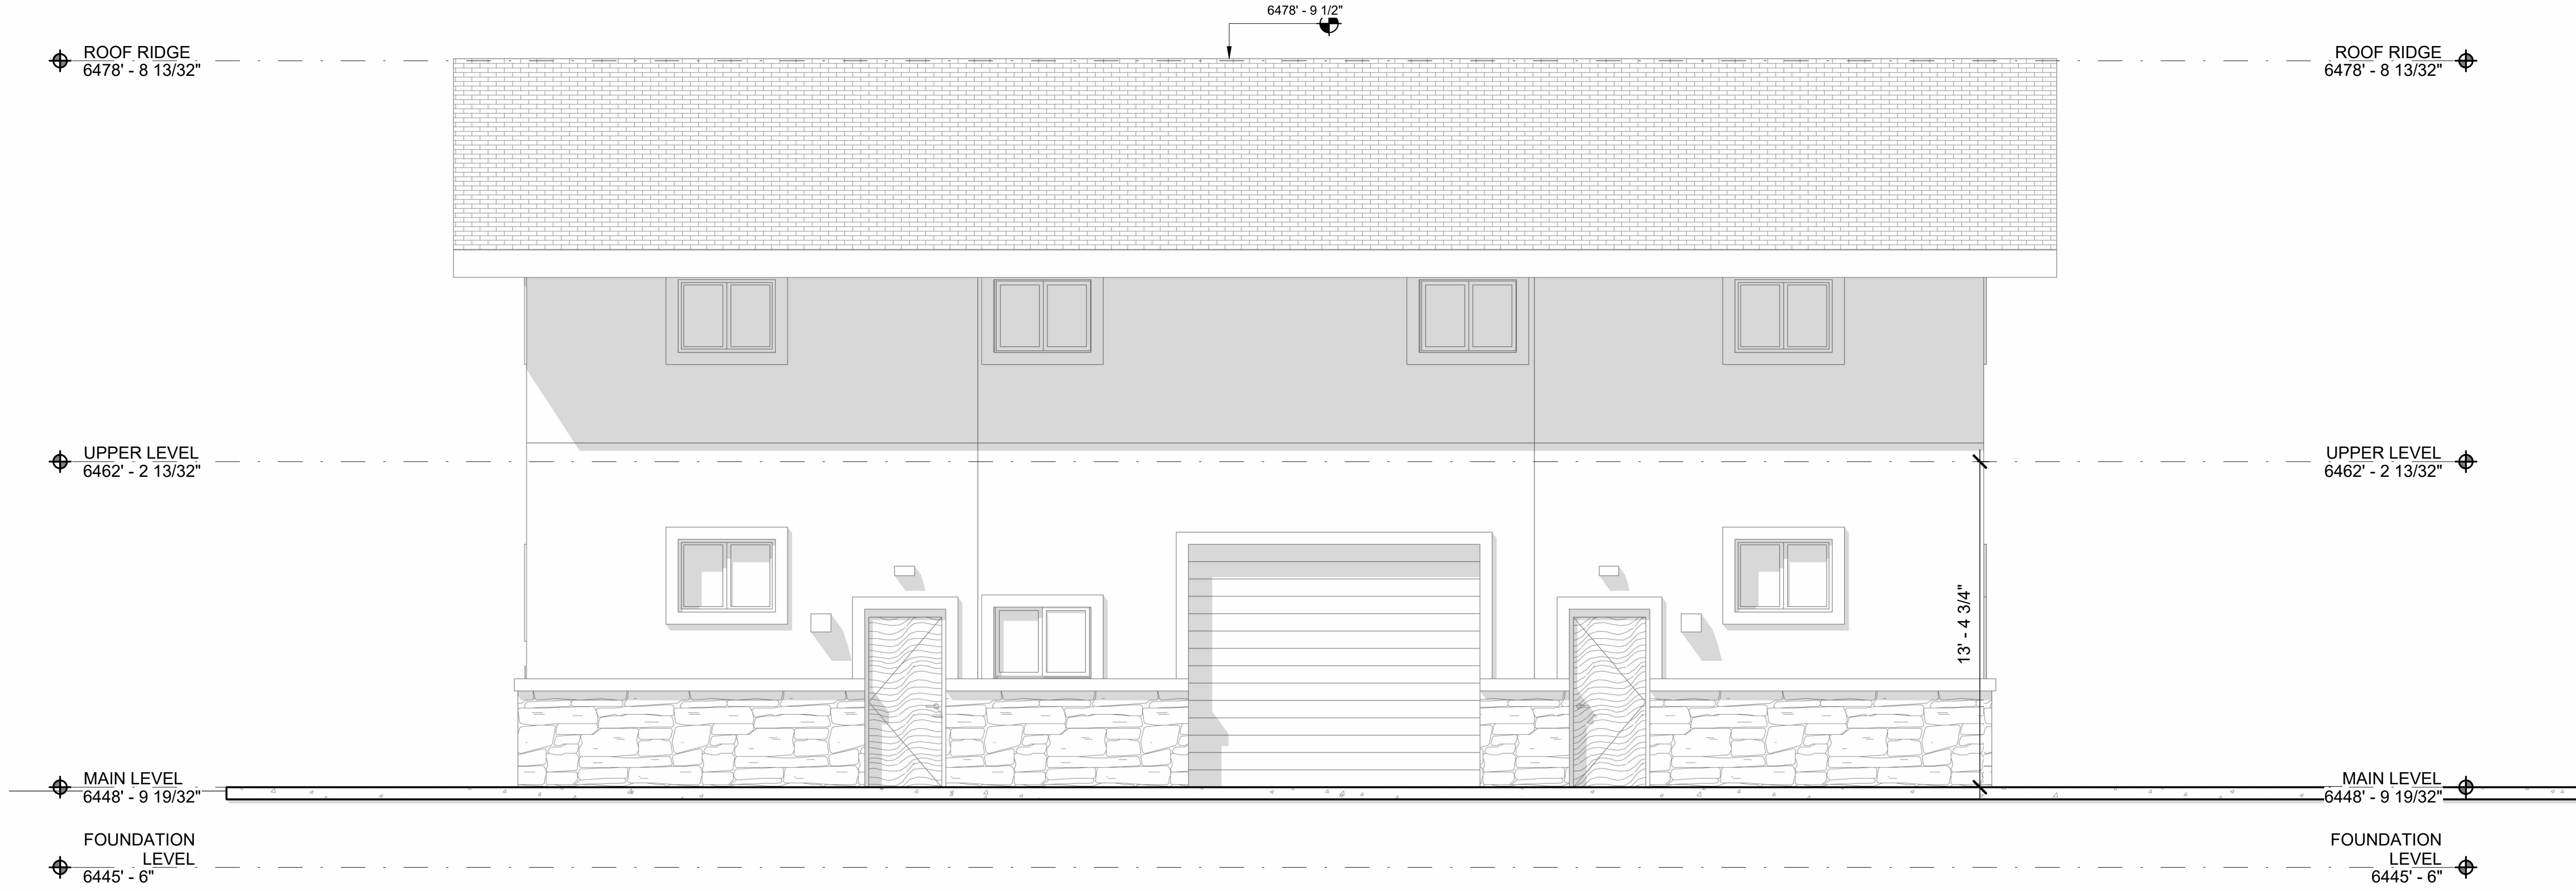 6478' - 9 1/2"
ROOF RIDGE
6478' - 8 13/32"
ROOF RIDGE
6478' - 8 13/32"
UPPER LEVEL
6462' - 2 13/32"
UPPER LEVEL
6462' - 2 13/32"
13' - 4 3/4"
MAIN LEVEL
6448' - 9 19/32"
MAIN LEVEL
6448' - 9 19/32"
FOUNDATION
LEVEL
6445' - 6"
FOUNDATION
LEVEL
6445' - 6"